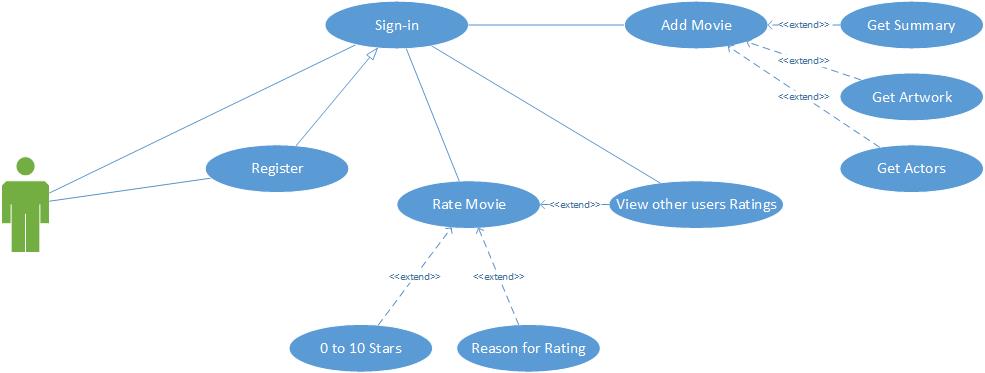 Sign-in
Add Movie
<<extend>>
Get Summary
<<extend>>
Get Artwork
<<extend>>
Get Actors
Register
Rate Movie
<<extend>>
View other users Ratings
<<extend>>
<<extend>>
0 to 10 Stars
Reason for Rating